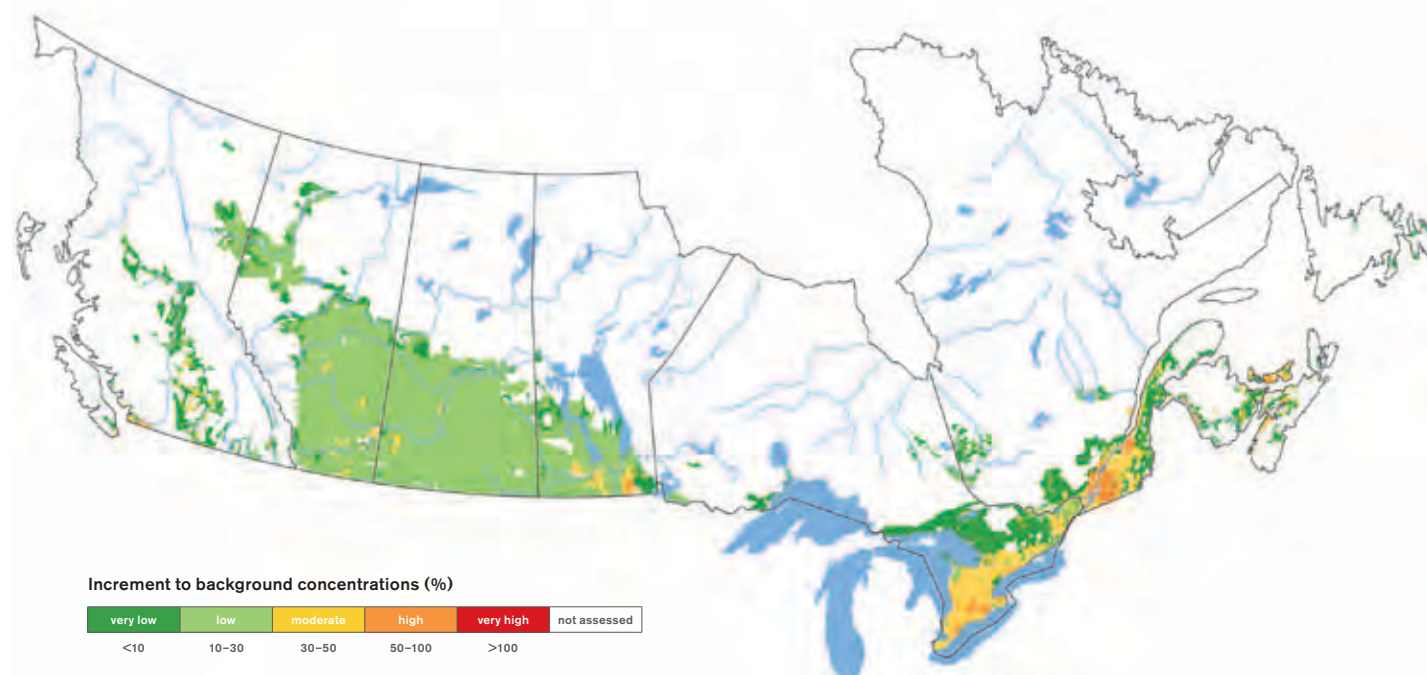 Increment to background concentrations (%)
very low low moderate high very high not assessed
<10 10–30 30–50 50–100 >100